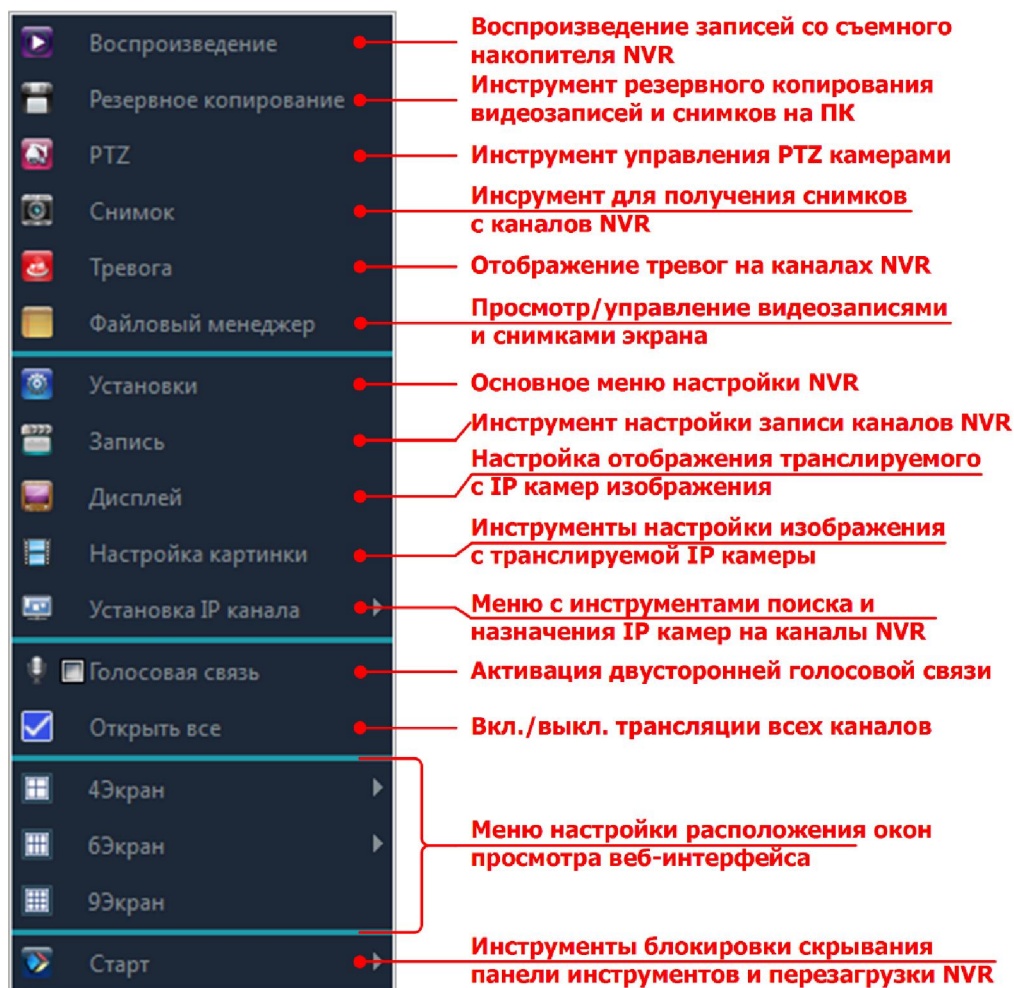 Воспроизведение
Воспроизведение записей со съемного
накопителя NVR
Резервное копирование
Инструмент резервного копирования
видеозаписей и снимков на ПК
PTZ
Инструмент управления PTZ камерами
Снимок
Инсрумент для получения снимков
с каналов NVR
Тревога
Отображение тревог на каналах NVR
Файловый менеджер
Просмотр/управление видеозаписями
и снимками экрана
Установки
Основное меню настройки NVR
Запись
Инструмент настройки записи каналов NVR
Дисплей
Настройка отображения транслируемого
с IP камер изображения
Настройка картинки
Инструменты настройки изображения
с транслируемой IP камеры
Установка IP канала
Меню с инструментами поиска и
назначения IP камер на каналы NVR
Голосовая связь
Активация двусторонней голосовой связи
Открыть все
Вкл./выкл. трансляции всех каналов
4Экран
6Экран
9Экран
Меню настройки расположения окон
просмотра веб-интерфейса
Старт
Инструменты блокировки скрывания
панели инструментов и перезагрузки NVR